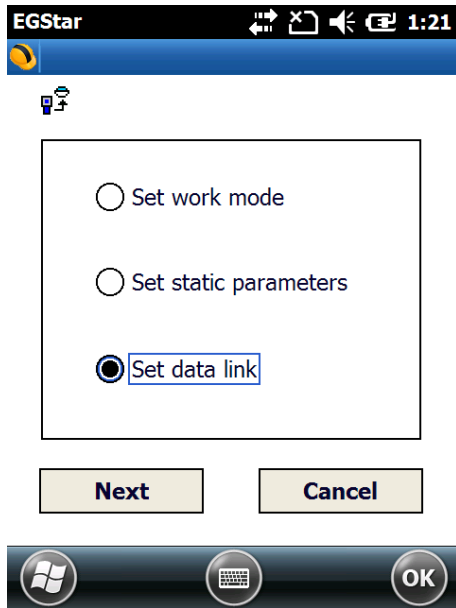 EGStar 1:21
Set work mode
Set static parameters
Set data link
Next Cancel
OK